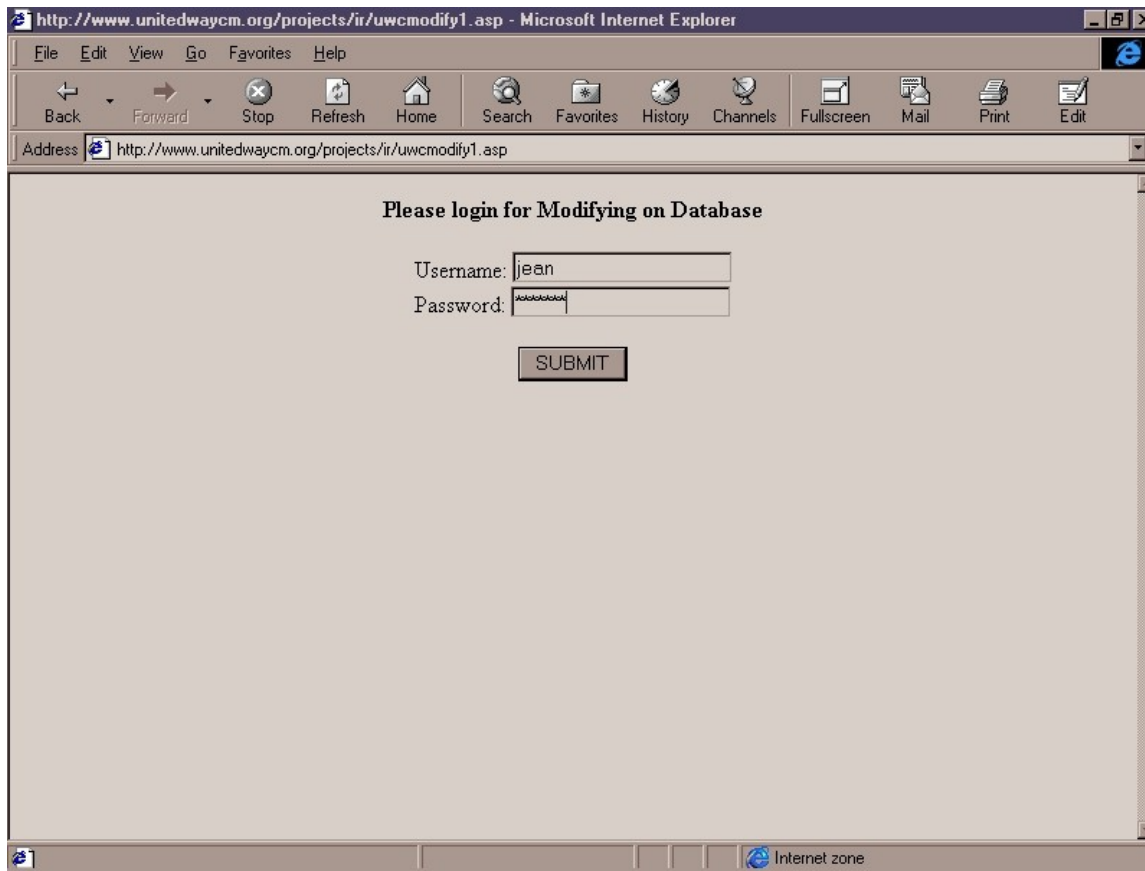 http://www.unitedwaycm.org/projects/ir/uwcmodify1.asp - Microsoft Internet Explorer
File Edit View Go Favorites Help
Back Forward Stop Refresh Home Search Favorites History Channels Fullscreen Mail Print Edit
Address http://www.unitedwaycm.org/projects/ir/uwcmodify1.asp
Please login for Modifying on Database
Username: jean
Password: ********
SUBMIT
Internet zone